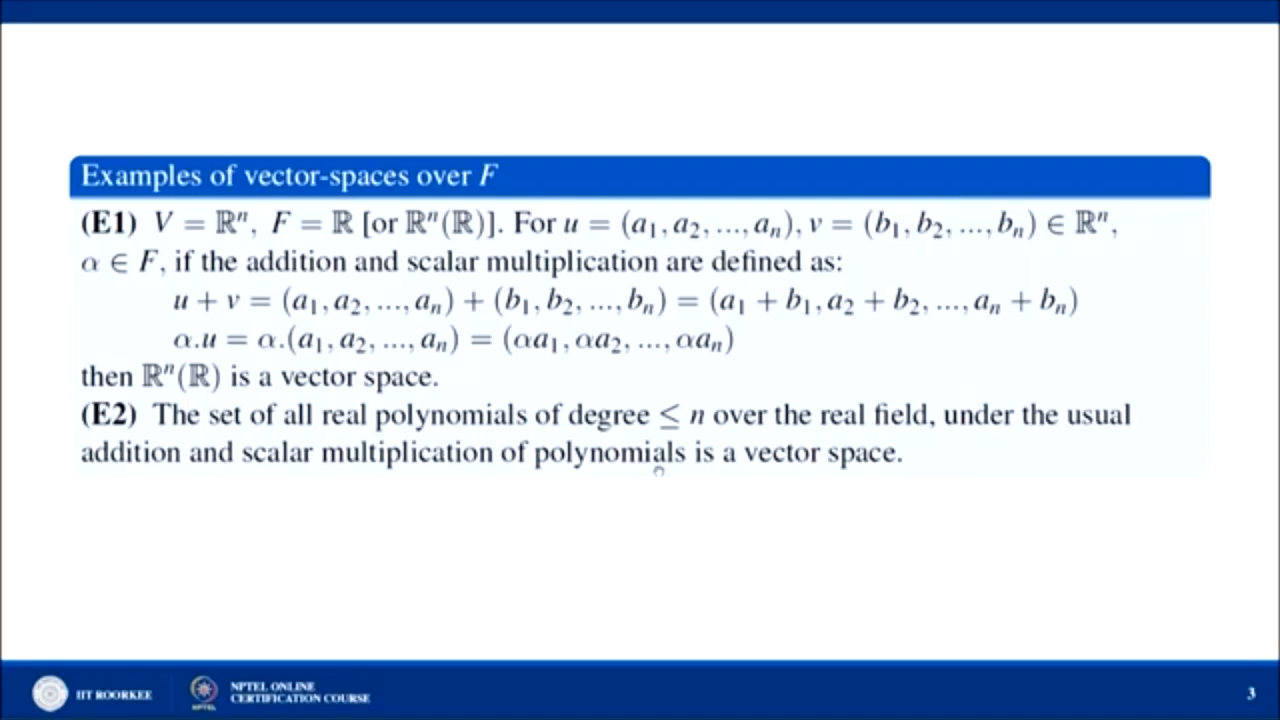 Examples of vector-spaces over F
(E1) V = ℝⁿ, F = ℝ [or ℝⁿ(ℝ)]. For u = (a₁, a₂, ..., aₙ), v = (b₁, b₂, ..., bₙ) ∈ ℝⁿ,
α ∈ F, if the addition and scalar multiplication are defined as:
u + v = (a₁, a₂, ..., aₙ) + (b₁, b₂, ..., bₙ) = (a₁ + b₁, a₂ + b₂, ..., aₙ + bₙ)
α.u = α.(a₁, a₂, ..., aₙ) = (αa₁, αa₂, ..., αaₙ)
then ℝⁿ(ℝ) is a vector space.
(E2) The set of all real polynomials of degree ≤ n over the real field, under the usual
addition and scalar multiplication of polynomials is a vector space.
IIT ROORKEE
NPTEL
NPTEL ONLINE
CERTIFICATION COURSE
3